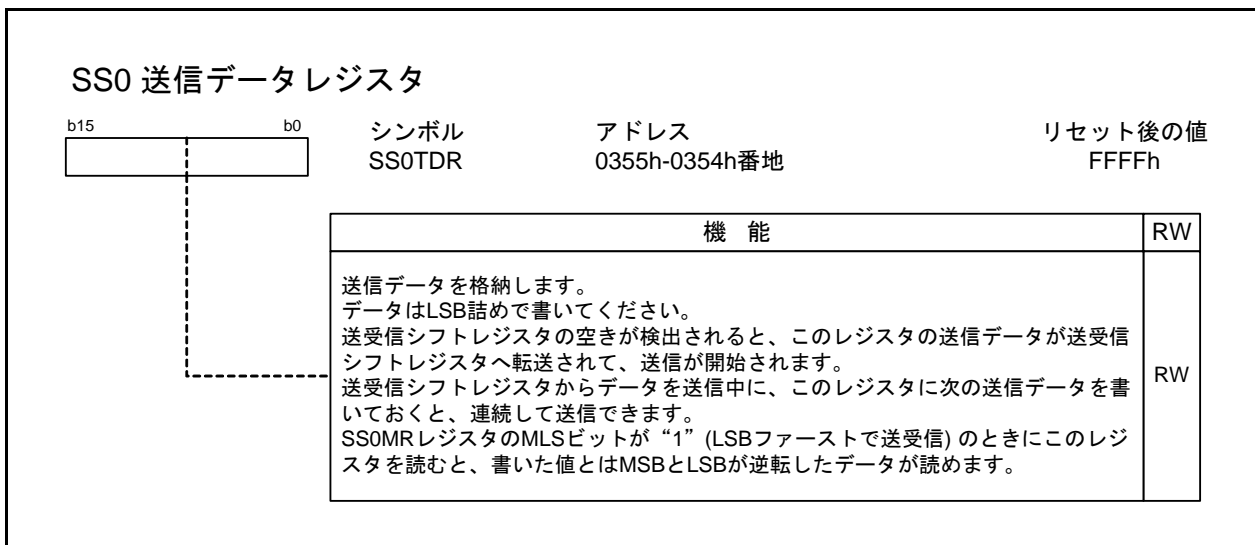 SS0 送信データレジスタ
b15 b0
シンボル アドレス リセット後の値
SS0TDR 0355h-0354h番地 FFFFh
機 能 RW
送信データを格納します。
データはLSB詰めで書いてください。
送受信シフトレジスタの空きが検出されると、このレジスタの送信データが送受信
シフトレジスタへ転送されて、送信が開始されます。
送受信シフトレジスタからデータを送信中に、このレジスタに次の送信データを書
いておくと、連続して送信できます。
SS0MRレジスタのMLSビットが“1”(LSBファーストで送受信) のときにこのレジ
スタを読むと、書いた値とはMSBとLSBが逆転したデータが読めます。
RW